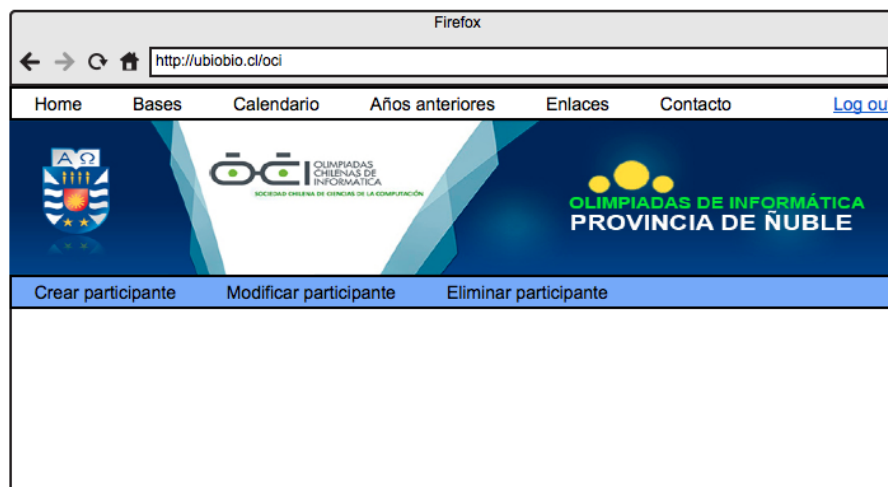 Firefox
http://ubiobio.cl/oci
Home Bases Calendario Años anteriores Enlaces Contacto Log ou
Α Ω
ōcī OLIMPIADAS
CHILENAS DE
INFORMÁTICA
SOCIEDAD CHILENA DE CIENCIAS DE LA COMPUTACIÓN
OLIMPIADAS DE INFORMÁTICA
PROVINCIA DE ÑUBLE
Crear participante Modificar participante Eliminar participante